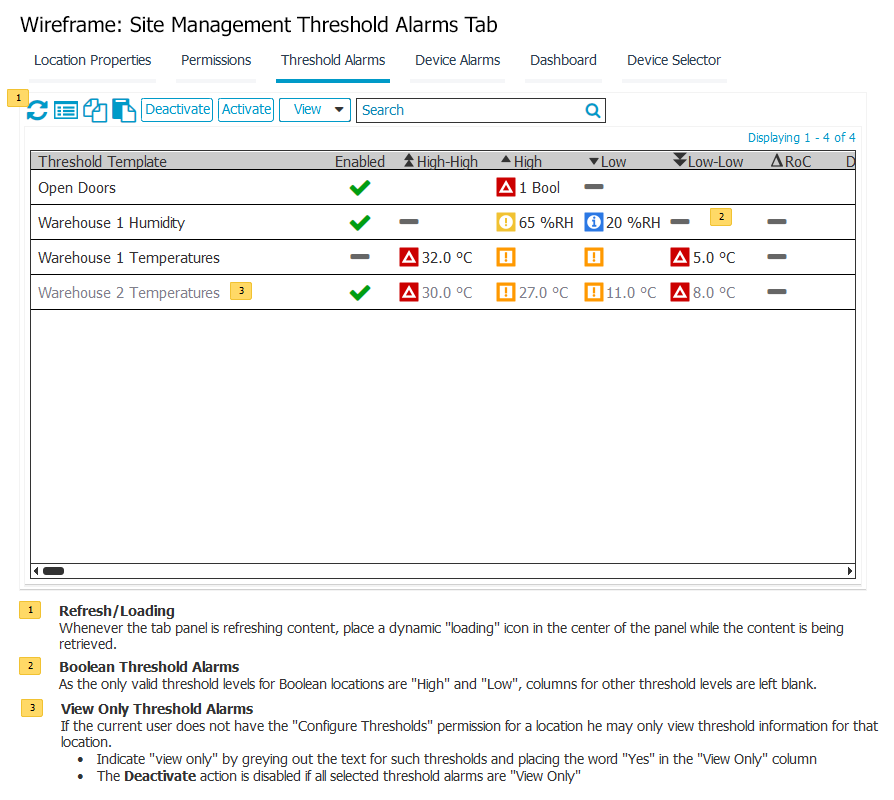 Wireframe: Site Management Threshold Alarms Tab
Location Properties Permissions Threshold Alarms Device Alarms Dashboard Device Selector
1 Deactivate Activate View Search
Displaying 1 - 4 of 4
Threshold Template Enabled High-High High Low Low-Low RoC D
Open Doors 1 Bool
Warehouse 1 Humidity 65 %RH 20 %RH 2
Warehouse 1 Temperatures 32.0 °C 5.0 °C
Warehouse 2 Temperatures 3 30.0 °C 27.0 °C 11.0 °C 8.0 °C
1 Refresh/Loading
Whenever the tab panel is refreshing content, place a dynamic "loading" icon in the center of the panel while the content is being
retrieved.
2 Boolean Threshold Alarms
As the only valid threshold levels for Boolean locations are "High" and "Low", columns for other threshold levels are left blank.
3 View Only Threshold Alarms
If the current user does not have the "Configure Thresholds" permission for a location he may only view threshold information for that
location.
• Indicate "view only" by greying out the text for such thresholds and placing the word "Yes" in the "View Only" column
• The Deactivate action is disabled if all selected threshold alarms are "View Only"